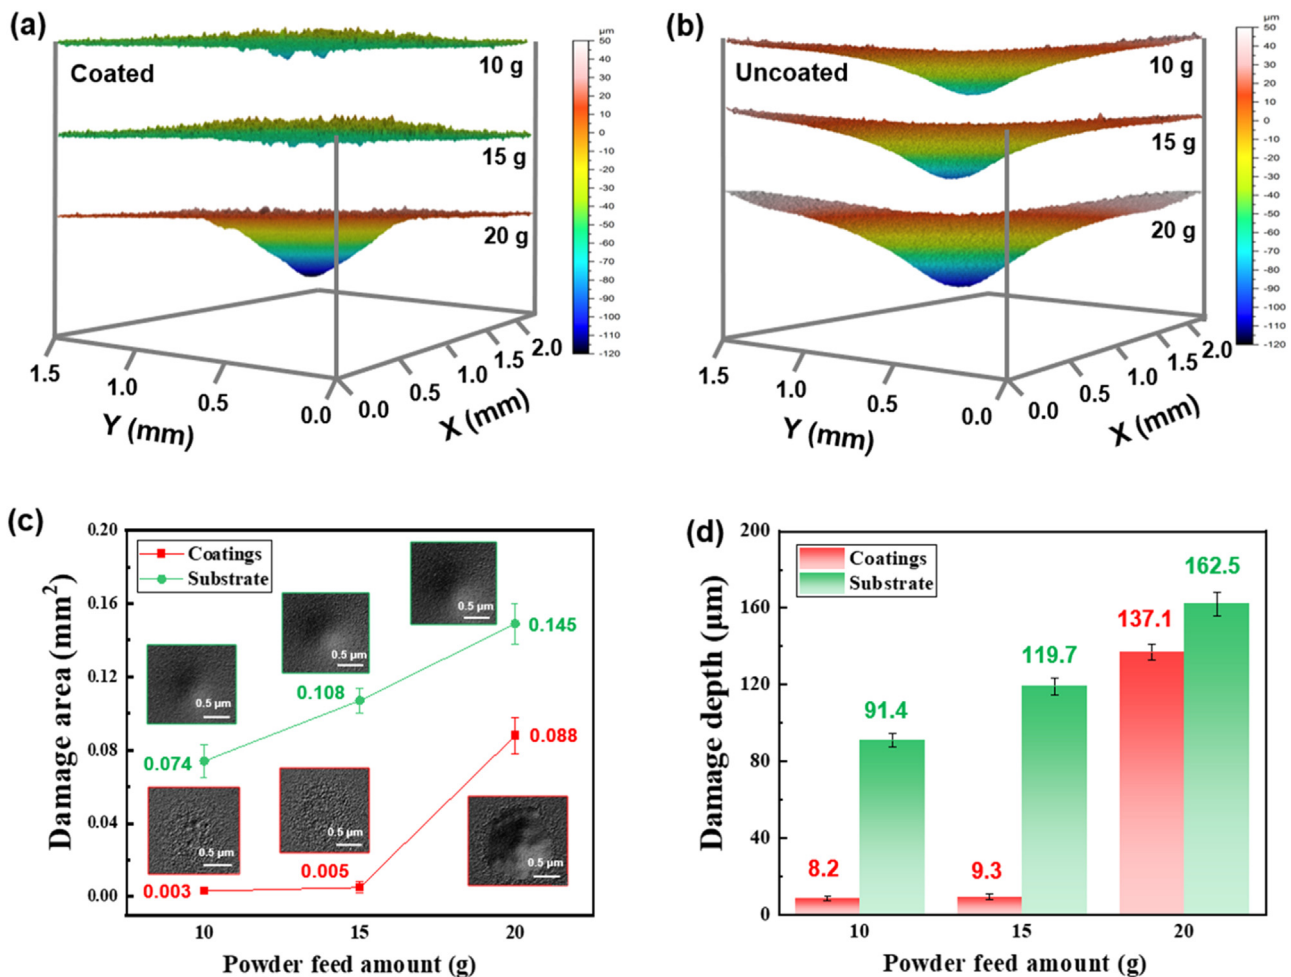 (a)
Coated
10 g
15 g
20 g
µm
50
40
30
20
10
0
-10
-20
-30
-40
-50
-60
-70
-80
-90
-100
-110
-120
1.5
1.0
0.5
0.0
Y (mm)
0.0
0.5
1.0
1.5
2.0
X (mm)
(b)
Uncoated
10 g
15 g
20 g
µm
50
40
30
20
10
0
-10
-20
-30
-40
-50
-60
-70
-80
-90
-100
-110
-120
1.5
1.0
0.5
0.0
Y (mm)
0.0
0.5
1.0
1.5
2.0
X (mm)
(c)
Damage area (mm²)
0.20
0.16
0.12
0.08
0.04
0.00
Coatings
Substrate
0.5 µm
0.5 µm
0.5 µm
0.074
0.108
0.145
0.5 µm
0.5 µm
0.5 µm
0.003
0.005
0.088
10
15
20
Powder feed amount (g)
(d)
Damage depth (µm)
200
160
120
80
40
0
Coatings
Substrate
8.2
91.4
9.3
119.7
137.1
162.5
10
15
20
Powder feed amount (g)